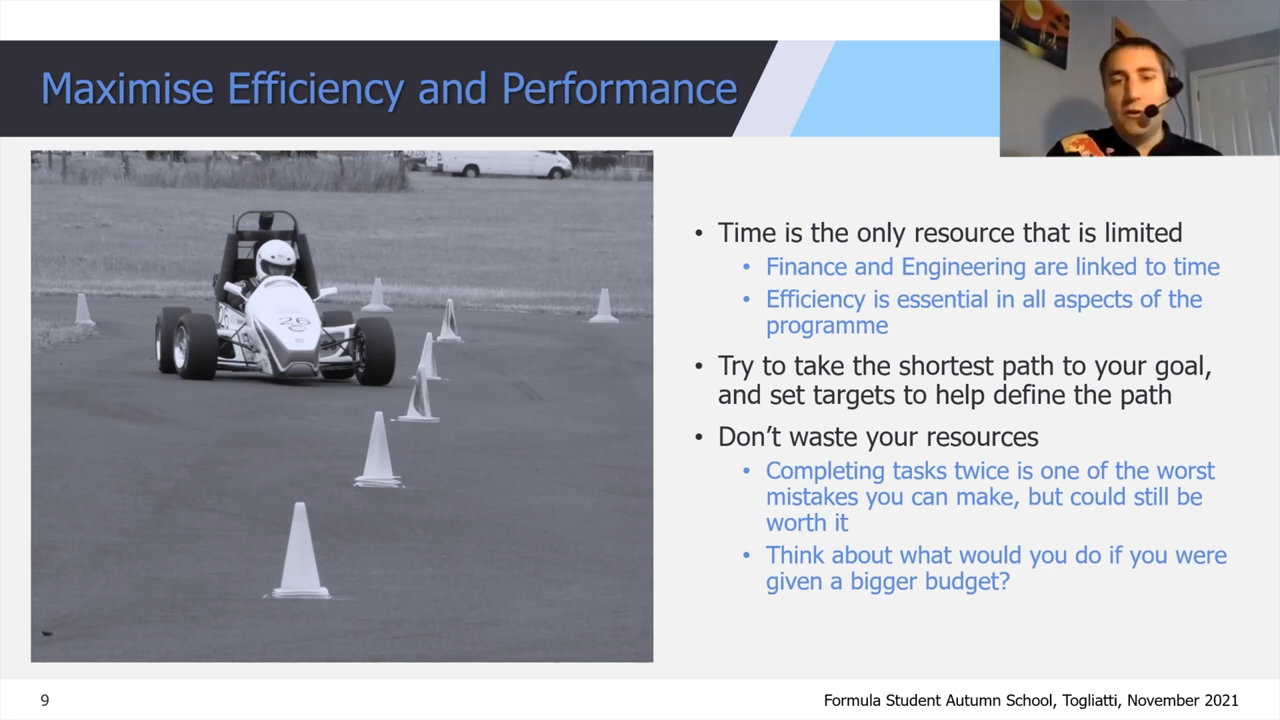 Maximise Efficiency and Performance
26
• Time is the only resource that is limited
• Finance and Engineering are linked to time
• Efficiency is essential in all aspects of the
programme
• Try to take the shortest path to your goal,
and set targets to help define the path
• Don’t waste your resources
• Completing tasks twice is one of the worst
mistakes you can make, but could still be
worth it
• Think about what would you do if you were
given a bigger budget?
9
Formula Student Autumn School, Togliatti, November 2021